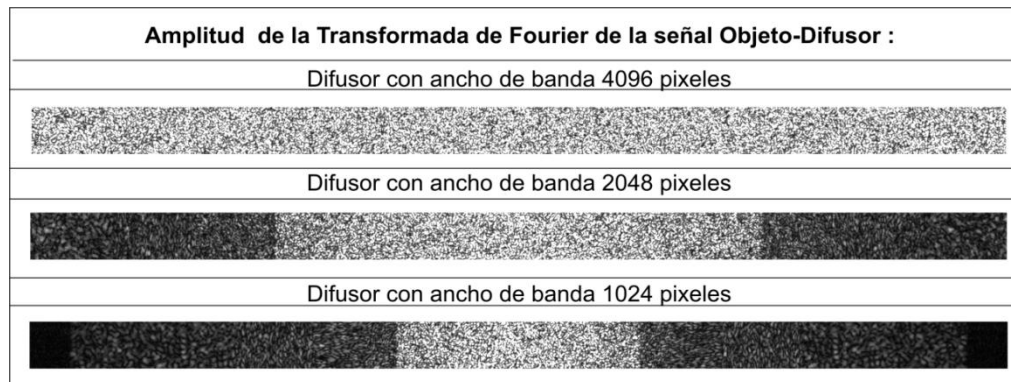 Amplitud de la Transformada de Fourier de la señal Objeto-Difusor :
Difusor con ancho de banda 4096 pixeles
Difusor con ancho de banda 2048 pixeles
Difusor con ancho de banda 1024 pixeles